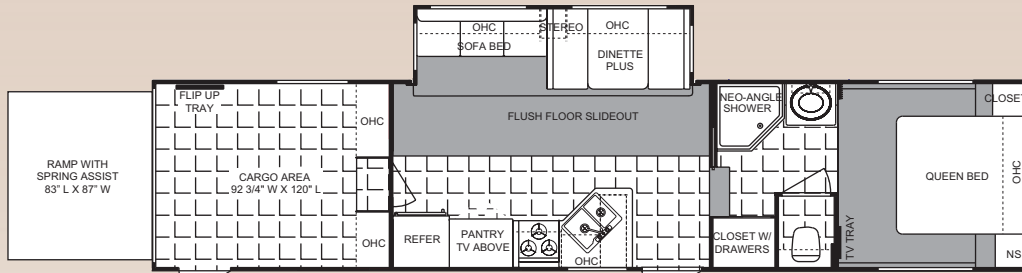 OHC
STEREO
OHC
SOFA BED
DINETTE
PLUS
FLIP UP
TRAY
OHC
FLUSH FLOOR SLIDEOUT
NEO-ANGLE
SHOWER
CLOSET
RAMP WITH
SPRING ASSIST
83" L X 87" W
CARGO AREA
92 3/4" W X 120" L
QUEEN BED
OHC
OHC
REFER
PANTRY
TV ABOVE
OHC
CLOSET W/
DRAWERS
TV TRAY
NS